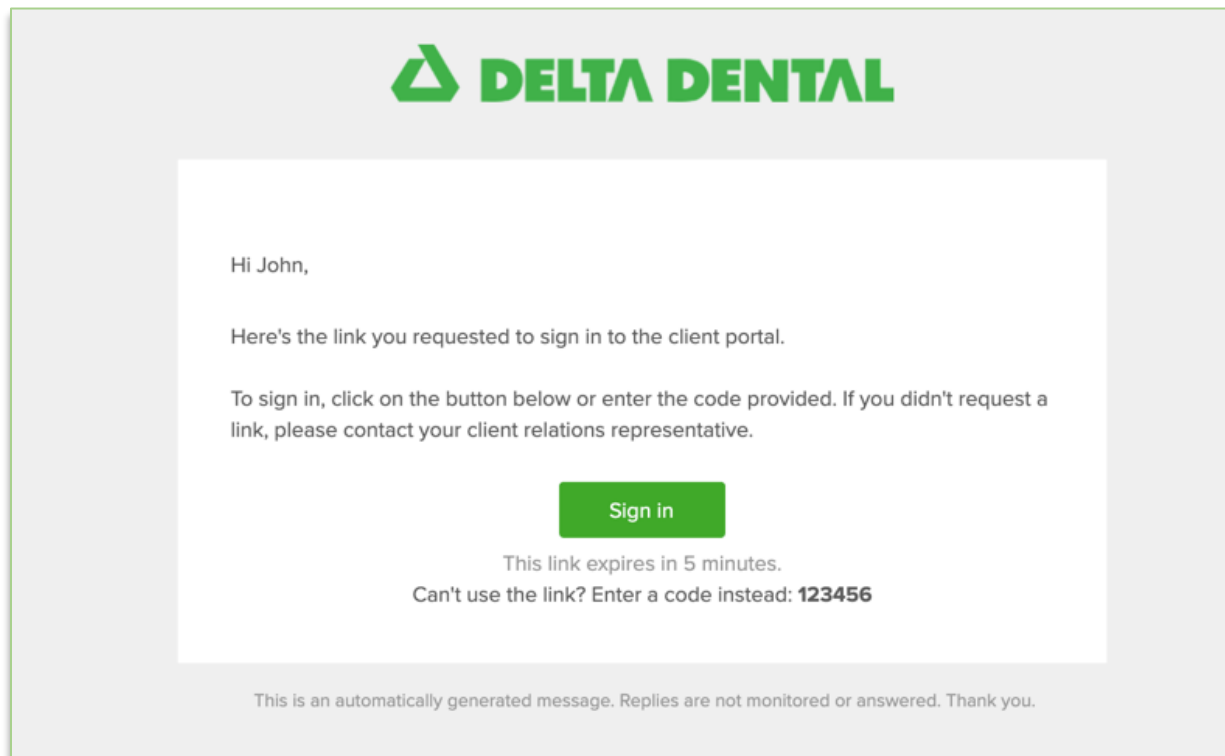 DELTA DENTAL
Hi John,
Here's the link you requested to sign in to the client portal.
To sign in, click on the button below or enter the code provided. If you didn't request a
link, please contact your client relations representative.
Sign in
This link expires in 5 minutes.
Can't use the link? Enter a code instead: 123456
This is an automatically generated message. Replies are not monitored or answered. Thank you.